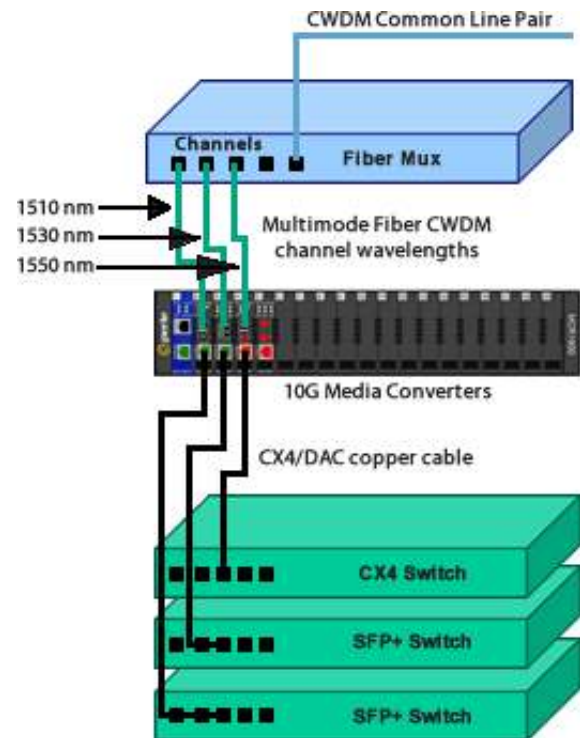 CWDM Common Line Pair
Channels
Fiber Mux
1510 nm
1530 nm
1550 nm
Multimode Fiber CWDM
channel wavelengths
perle
10G Media Converters
CX4/DAC copper cable
CX4 Switch
SFP+ Switch
SFP+ Switch